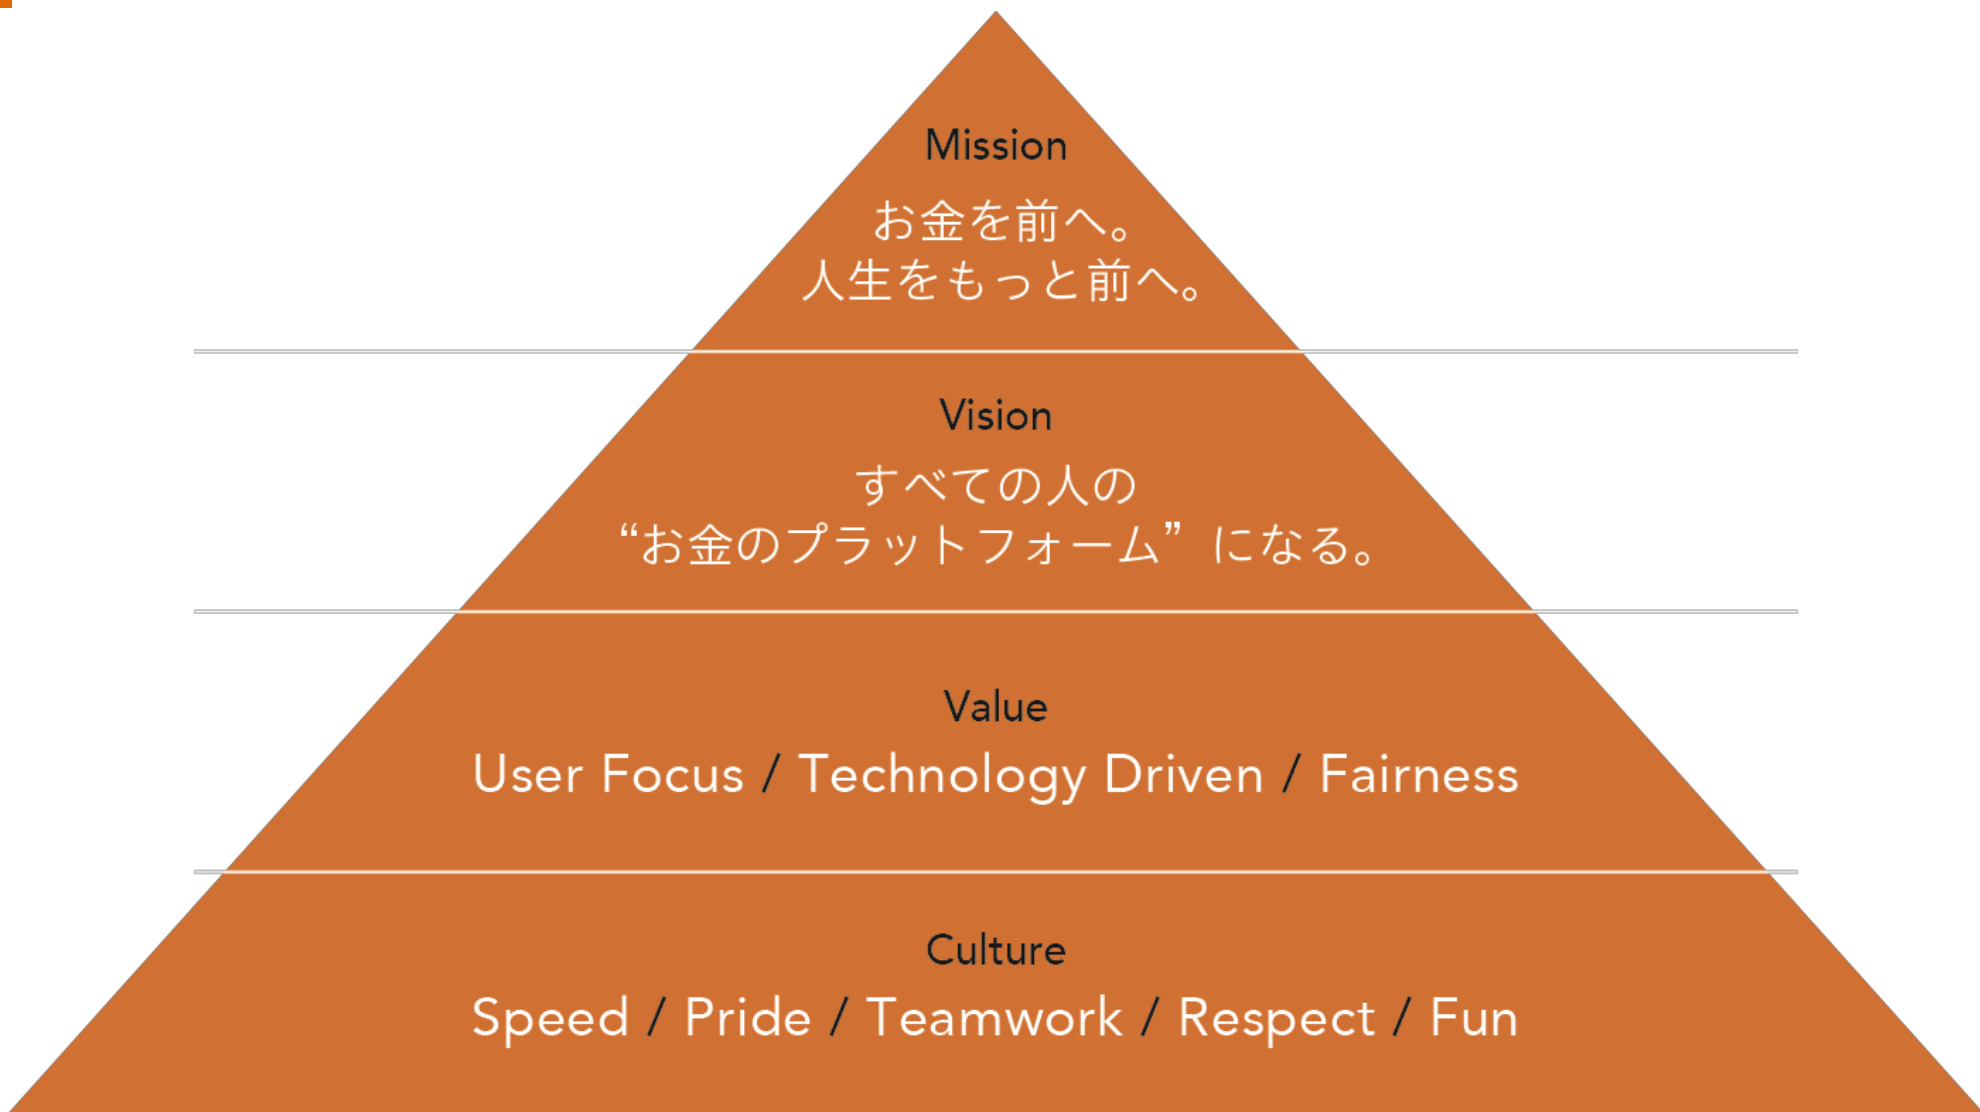 Mission
お金を前へ。
人生をもっと前へ。
Vision
すべての人の
“お金のプラットフォーム” になる。
Value
User Focus / Technology Driven / Fairness
Culture
Speed / Pride / Teamwork / Respect / Fun